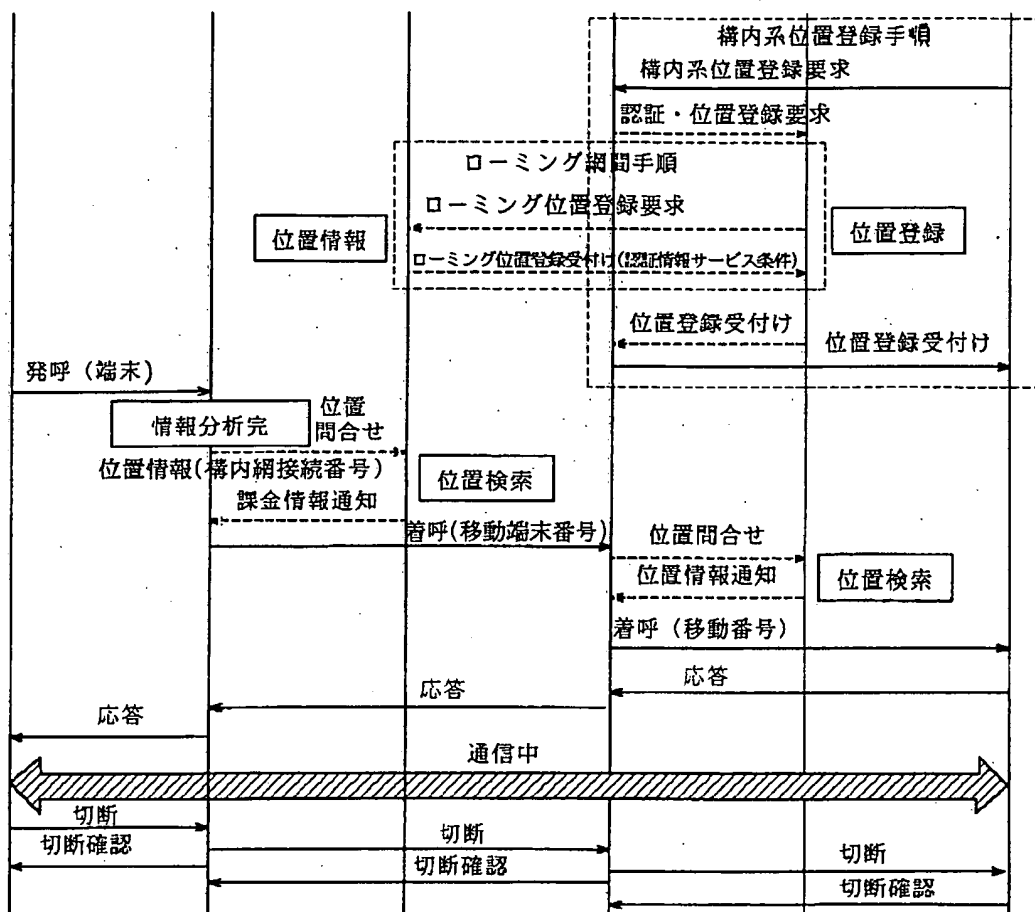 構内系位置登録手順
構内系位置登録要求
認証・位置登録要求
ローミング網間手順
ローミング位置登録要求
位置情報
位置登録
ローミング位置登録受付け(認証情報サービス条件)
位置登録受付け
位置登録受付け
発呼（端末)
情報分析完
位置
問合せ
位置情報(構内網接続番号)
位置検索
課金情報通知
着呼(移動端末番号)
位置問合せ
位置情報通知
位置検索
着呼（移動番号）
応答
応答
応答
通信中
切断
切断確認
切断
切断確認
切断
切断確認